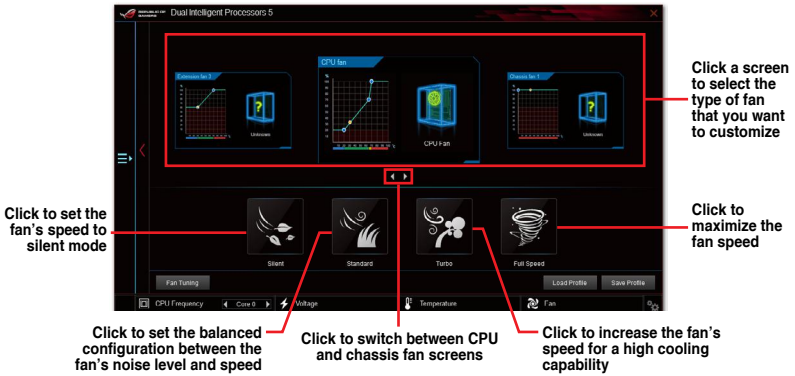 REPUBLIC OF
GAMERS
Dual Intelligent Processors 5
Extension fan 3
Unknown
CPU fan
CPU Fan
Chassis fan 1
Unknown
Click a screen
to select the
type of fan
that you want
to customize
Click to set the
fan's speed to
silent mode
Click to
maximize the
fan speed
Silent
Standard
Turbo
Full Speed
Fan Tuning
Load Profile
Save Profile
CPU Frequency
Core 0
Voltage
Temperature
Fan
Click to set the balanced
configuration between the
fan's noise level and speed
Click to switch between CPU
and chassis fan screens
Click to increase the fan's
speed for a high cooling
capability